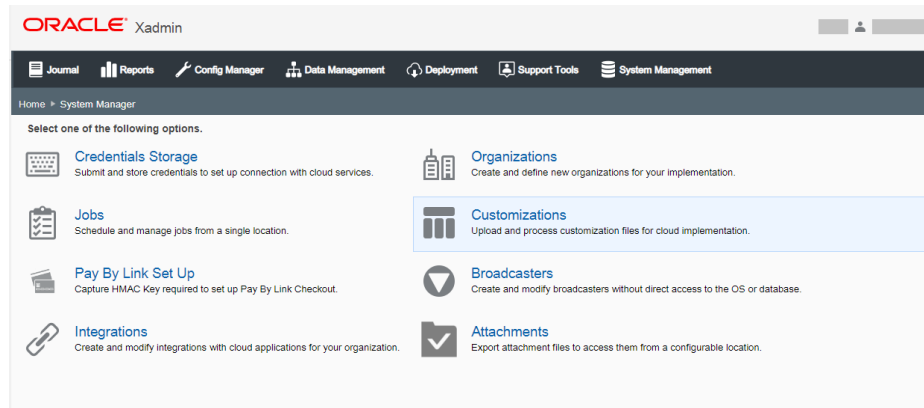 ORACLE Xadmin
Journal Reports Config Manager Data Management Deployment Support Tools System Management
Home System Manager
Select one of the following options.
Credentials Storage
Submit and store credentials to set up connection with cloud services.
Organizations
Create and define new organizations for your implementation.
Jobs
Schedule and manage jobs from a single location.
Customizations
Upload and process customization files for cloud implementation.
Pay By Link Set Up
Capture HMAC Key required to set up Pay By Link Checkout.
Broadcasters
Create and modify broadcasters without direct access to the OS or database.
Integrations
Create and modify integrations with cloud applications for your organization.
Attachments
Export attachment files to access them from a configurable location.